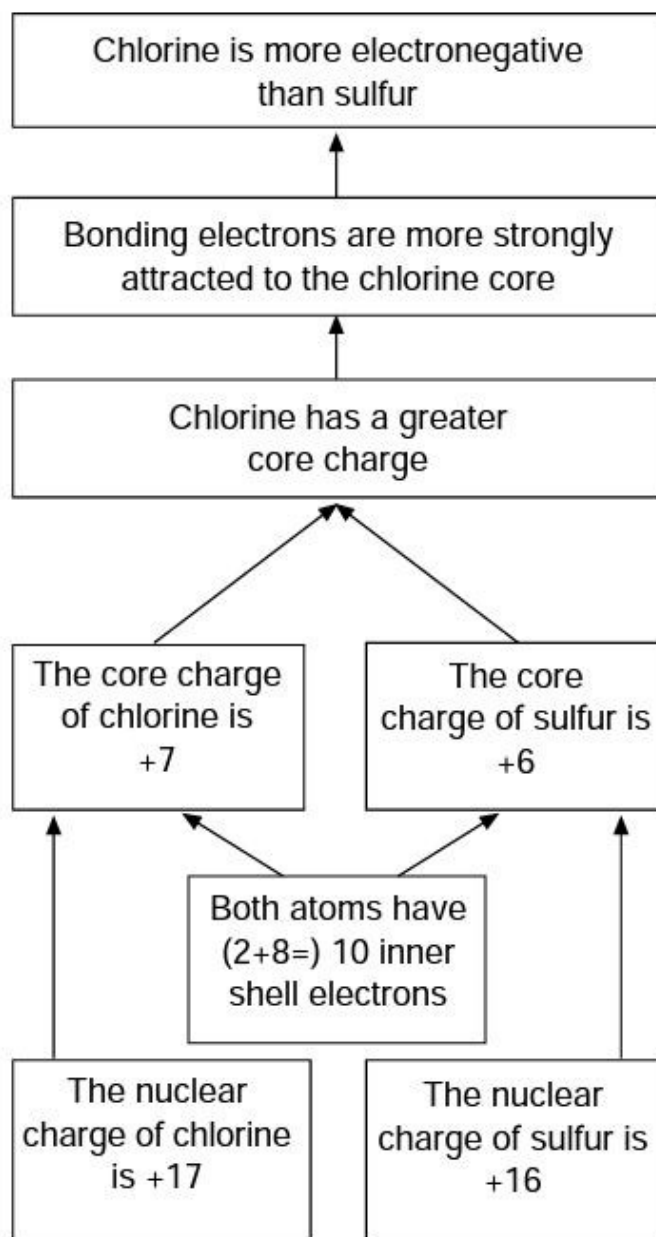 Chlorine is more electronegative
than sulfur
Bonding electrons are more strongly
attracted to the chlorine core
Chlorine has a greater
core charge
The core charge
of chlorine is
+7
The core
charge of sulfur is
+6
Both atoms have
(2+8=) 10 inner
shell electrons
The nuclear
charge of chlorine
is +17
The nuclear
charge of sulfur is
+16